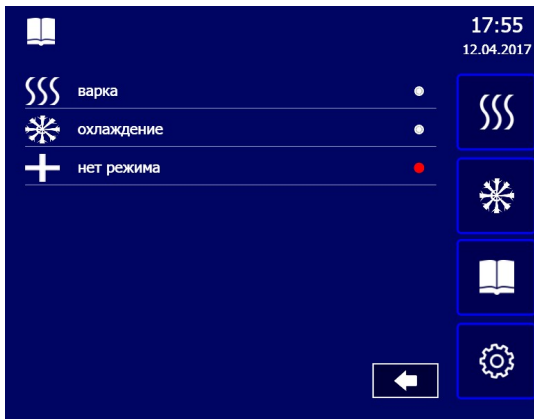 17:55
12.04.2017
варка
охлаждение
нет режима